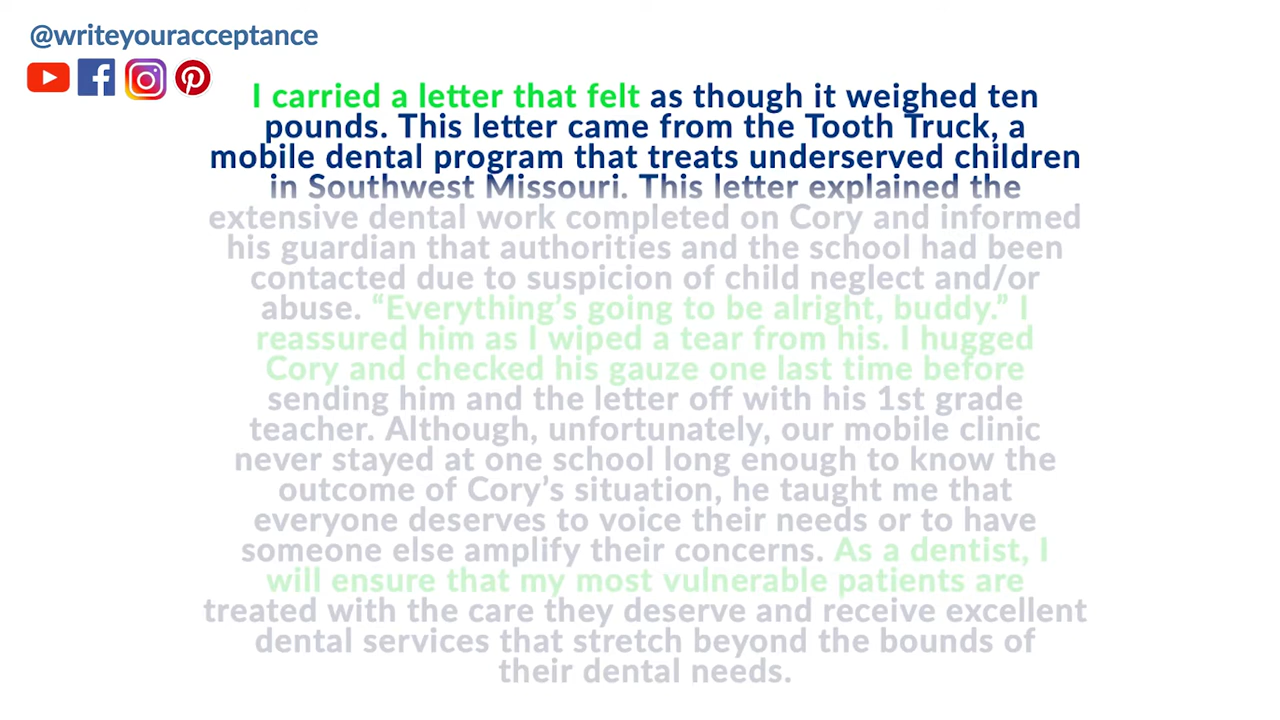 @writeyouracceptance
I carried a letter that felt as though it weighed ten
pounds. This letter came from the Tooth Truck, a
mobile dental program that treats underserved children
in Southwest Missouri. This letter explained the
extensive dental work completed on Cory and informed
his guardian that authorities and the school had been
contacted due to suspicion of child neglect and/or
abuse. “Everything’s going to be alright, buddy.” I
reassured him as I wiped a tear from his. I hugged
Cory and checked his gauze one last time before
sending him and the letter off with his 1st grade
teacher. Although, unfortunately, our mobile clinic
never stayed at one school long enough to know the
outcome of Cory’s situation, he taught me that
everyone deserves to voice their needs or to have
someone else amplify their concerns. As a dentist, I
will ensure that my most vulnerable patients are
treated with the care they deserve and receive excellent
dental services that stretch beyond the bounds of
their dental needs.